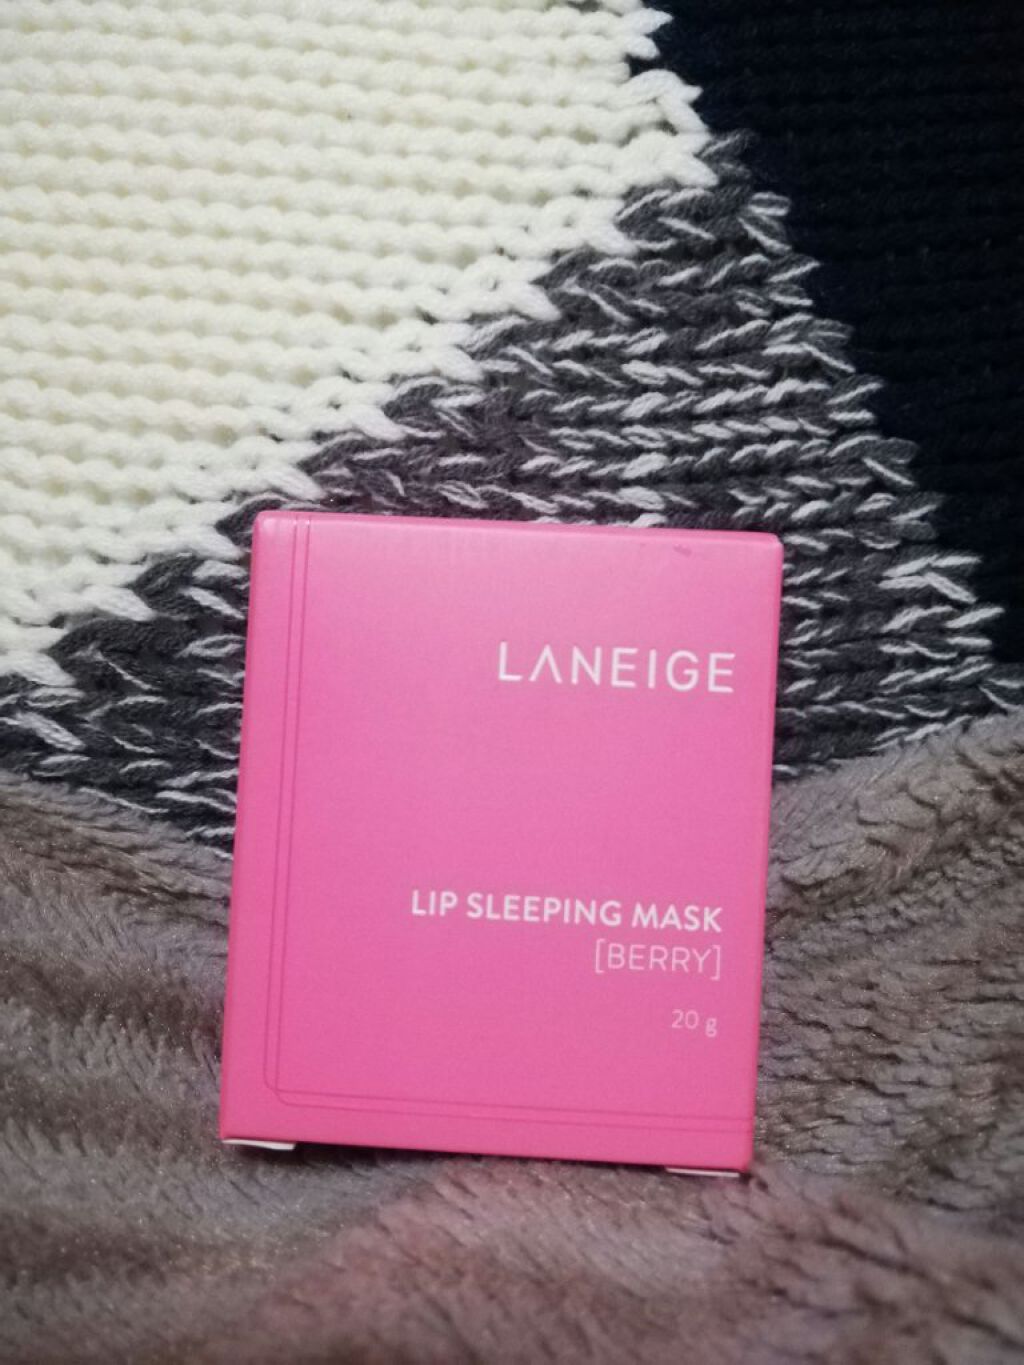 LANEIGE
LIP SLEEPING MASK
[BERRY]
20 g